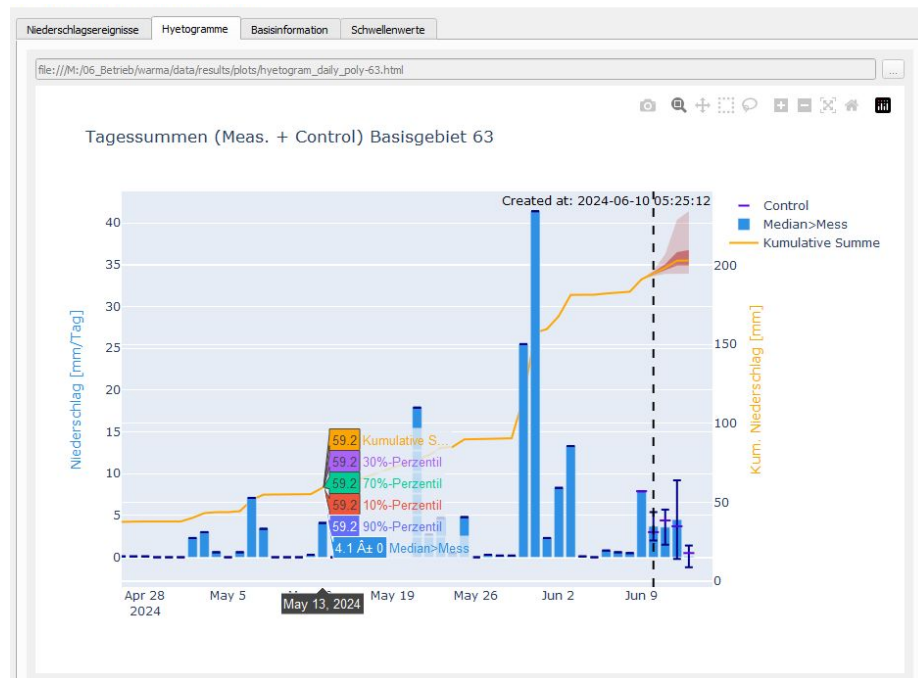 Niederschlagsereignisse Hyetogramme Basisinformation Schwellenwerte
file:///M:/06_Betrieb/warma/data/results/plots/hyetogram_daily_poly-63.html ...
Tagessummen (Meas. + Control) Basisgebiet 63
Created at: 2024-06-10 05:25:12
Control
Median>Mess
Kumulative Summe
40
35
30
25
20
15
10
5
0
Niederschlag [mm/Tag]
200
150
100
50
0
Kum. Niederschlag [mm]
59.2 Kumulative S...
59.2 30%-Perzentil
59.2 70%-Perzentil
59.2 10%-Perzentil
59.2 90%-Perzentil
4.1 Â± 0 Median>Mess
Apr 28 May 5 May 19 May 26 Jun 2 Jun 9
2024
May 13, 2024